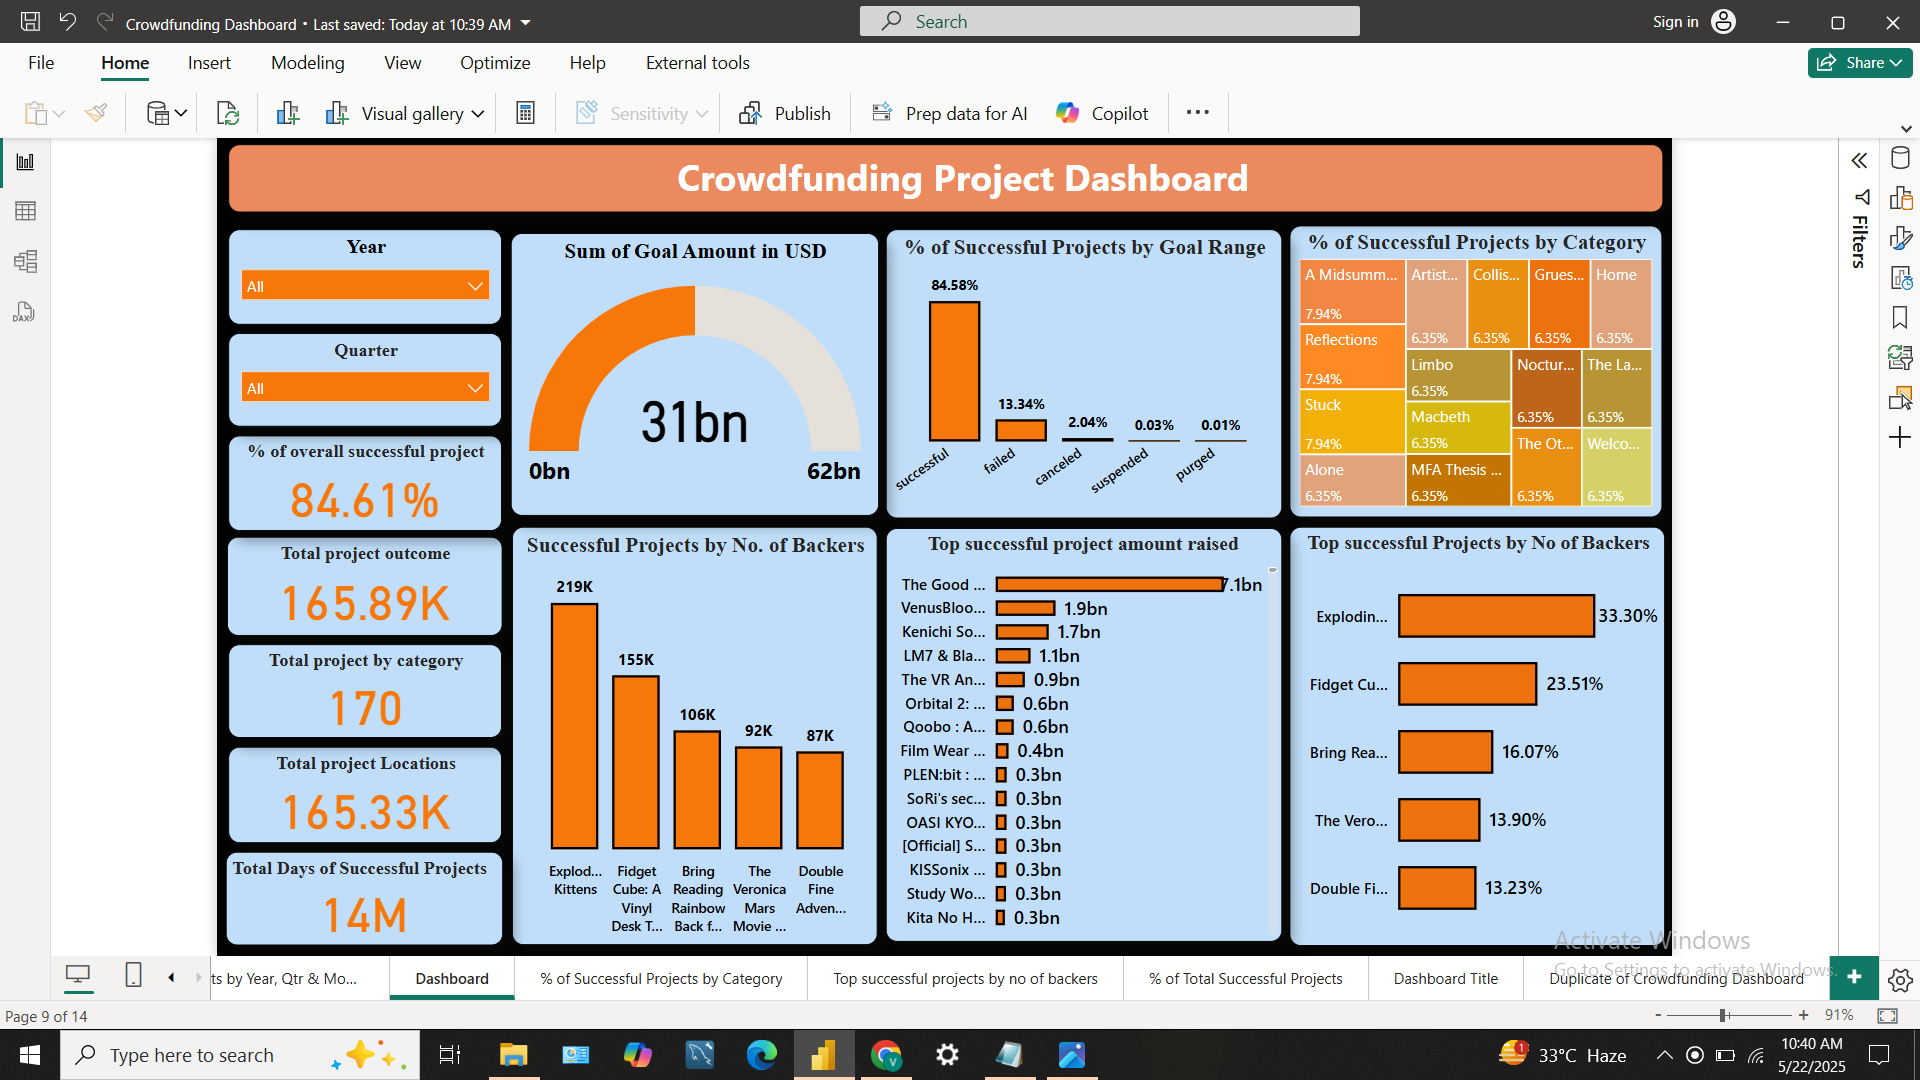 Crowdfunding Dashboard • Last saved: Today at 10:39 AM
Search
Sign in
File
Home
Insert
Modeling
View
Optimize
Help
External tools
Share
Visual gallery
Sensitivity
Publish
Prep data for AI
Copilot
Crowdfunding Project Dashboard
Filters
Year
All
Quarter
All
% of overall successful project
84.61%
Total project outcome
165.89K
Total project by category
170
Total project Locations
165.33K
Total Days of Successful Projects
14M
Sum of Goal Amount in USD
31bn
0bn
62bn
% of Successful Projects by Goal Range
84.58%
13.34%
2.04%
0.03%
0.01%
successful
failed
canceled
suspended
purged
% of Successful Projects by Category
A Midsumm...
7.94%
Reflections
7.94%
Stuck
7.94%
Alone
6.35%
Artist...
6.35%
Collis...
6.35%
Grues...
6.35%
Home
6.35%
Limbo
6.35%
Macbeth
6.35%
MFA Thesis ...
6.35%
Noctur...
6.35%
The La...
6.35%
The Ot...
6.35%
Welco...
6.35%
Successful Projects by No. of Backers
219K
155K
106K
92K
87K
Explod...
Kittens
Fidget
Cube: A
Vinyl
Desk T...
Bring
Reading
Rainbow
Back f...
The
Veronica
Mars
Movie ...
Double
Fine
Adven...
Top successful project amount raised
The Good ... 7.1bn
VenusBloo... 1.9bn
Kenichi So... 1.7bn
LM7 & Bla... 1.1bn
The VR An... 0.9bn
Orbital 2: ... 0.6bn
Qoobo : A... 0.6bn
Film Wear ... 0.4bn
PLEN:bit : ... 0.3bn
SoRi's sec... 0.3bn
OASI KYO... 0.3bn
[Official] S... 0.3bn
KISSonix ... 0.3bn
Study Wo... 0.3bn
Kita No H... 0.3bn
Top successful Projects by No of Backers
Explodin... 33.30%
Fidget Cu... 23.51%
Bring Rea... 16.07%
The Vero... 13.90%
Double Fi... 13.23%
Activate Windows
Go to Settings to activate Windows.
ts by Year, Qtr & Mo...
Dashboard
% of Successful Projects by Category
Top successful projects by no of backers
% of Total Successful Projects
Dashboard Title
Duplicate of Crowdfunding Dashboard
Page 9 of 14
91%
Type here to search
33°C Haze
10:40 AM
5/22/2025